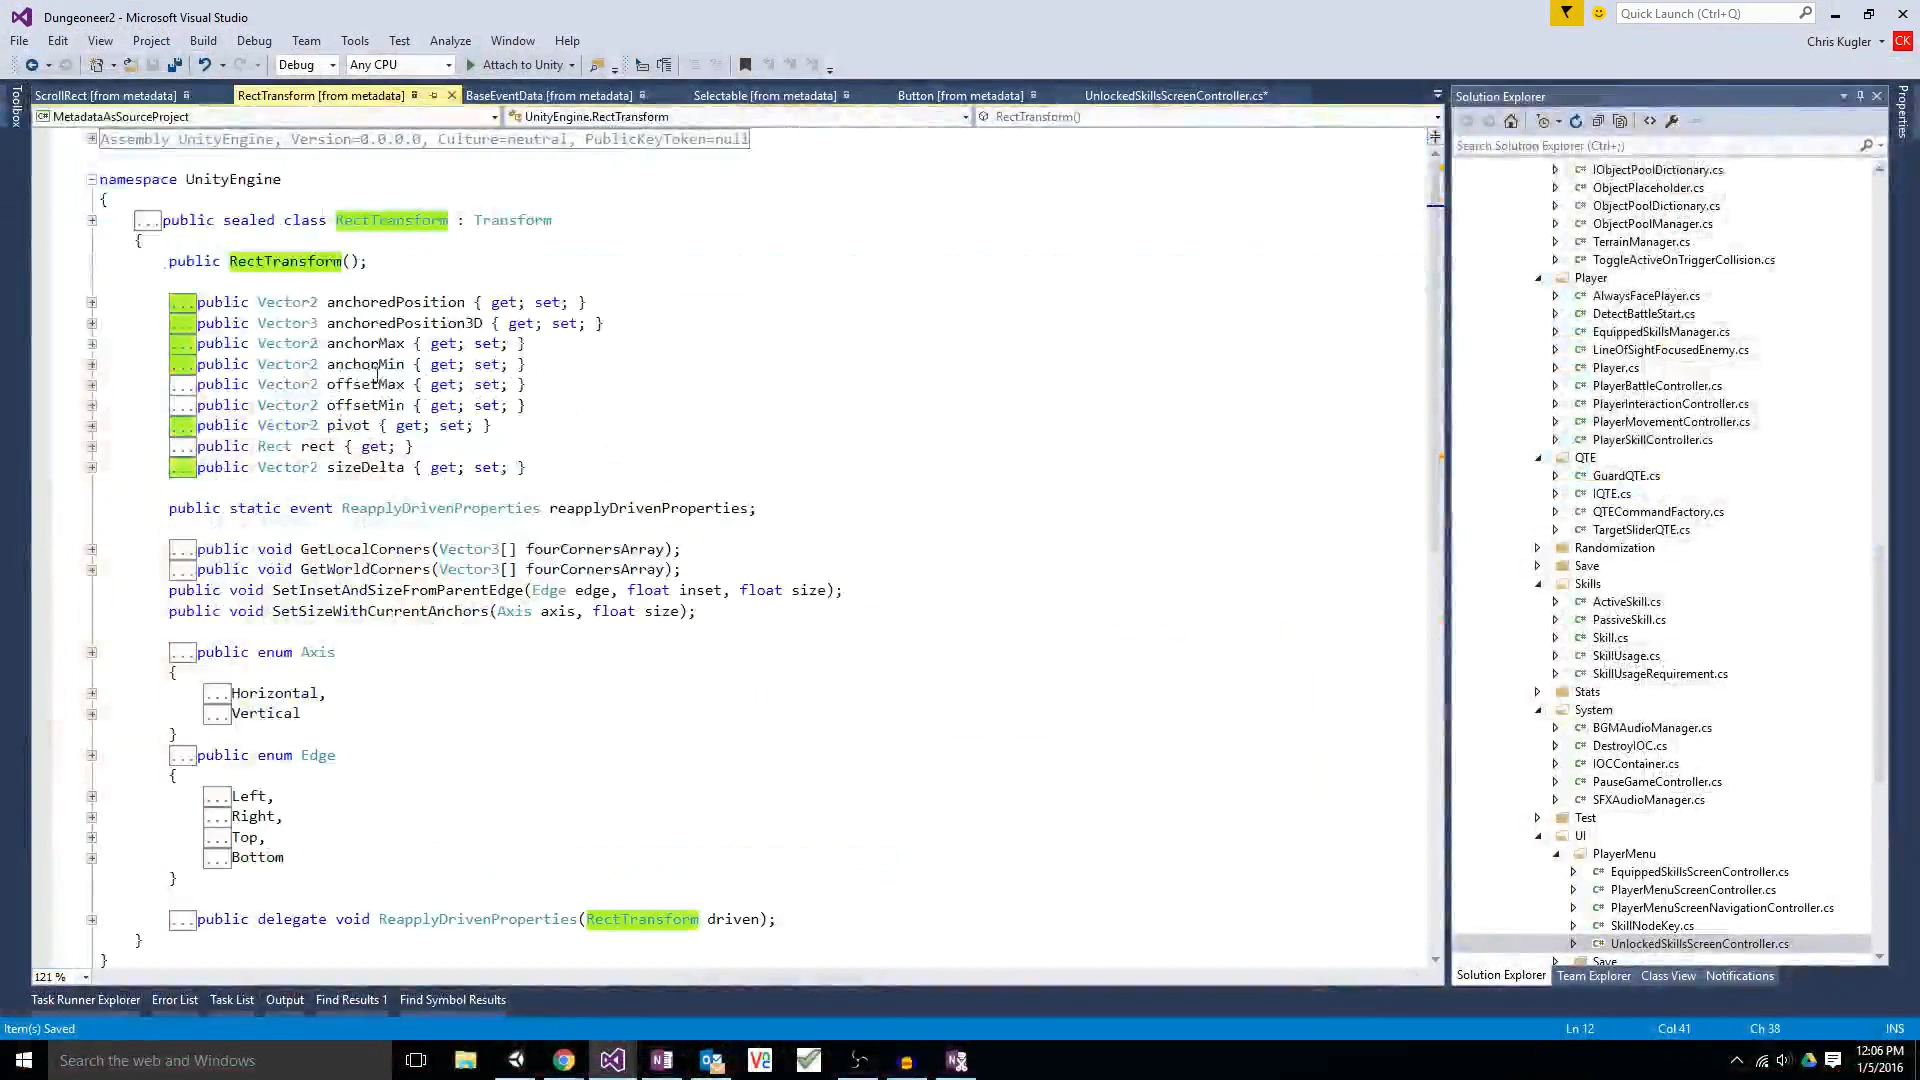 Dungeoneer2 - Microsoft Visual Studio
Quick Launch (Ctrl+Q)
File Edit View Project Build Debug Team Tools Test Analyze Window Help
Chris Kugler CK
Debug Any CPU Attach to Unity
Toolbox
ScrollRect [from metadata] RectTransform [from metadata] BaseEventData [from metadata] Selectable [from metadata] Button [from metadata] UnlockedSkillsScreenController.cs*
MetadataAsSourceProject UnityEngine.RectTransform RectTransform()
Assembly UnityEngine, Version=0.0.0.0, Culture=neutral, PublicKeyToken=null
namespace UnityEngine
{
...public sealed class RectTransform : Transform
{
public RectTransform();
...public Vector2 anchoredPosition { get; set; }
...public Vector3 anchoredPosition3D { get; set; }
...public Vector2 anchorMax { get; set; }
...public Vector2 anchorMin { get; set; }
...public Vector2 offsetMax { get; set; }
...public Vector2 offsetMin { get; set; }
...public Vector2 pivot { get; set; }
...public Rect rect { get; }
...public Vector2 sizeDelta { get; set; }
public static event ReapplyDrivenProperties reapplyDrivenProperties;
...public void GetLocalCorners(Vector3[] fourCornersArray);
...public void GetWorldCorners(Vector3[] fourCornersArray);
public void SetInsetAndSizeFromParentEdge(Edge edge, float inset, float size);
public void SetSizeWithCurrentAnchors(Axis axis, float size);
...public enum Axis
{
...Horizontal,
...Vertical
}
...public enum Edge
{
...Left,
...Right,
...Top,
...Bottom
}
...public delegate void ReapplyDrivenProperties(RectTransform driven);
}
}
121 %
Solution Explorer
Search Solution Explorer (Ctrl+;)
C# IObjectPoolDictionary.cs
C# ObjectPlaceholder.cs
C# ObjectPoolDictionary.cs
C# ObjectPoolManager.cs
C# TerrainManager.cs
C# ToggleActiveOnTriggerCollision.cs
Player
C# AlwaysFacePlayer.cs
C# DetectBattleStart.cs
C# EquippedSkillsManager.cs
C# LineOfSightFocusedEnemy.cs
C# Player.cs
C# PlayerBattleController.cs
C# PlayerInteractionController.cs
C# PlayerMovementController.cs
C# PlayerSkillController.cs
QTE
C# GuardQTE.cs
C# IQTE.cs
C# QTECommandFactory.cs
C# TargetSliderQTE.cs
Randomization
Save
Skills
C# ActiveSkill.cs
C# PassiveSkill.cs
C# Skill.cs
C# SkillUsage.cs
C# SkillUsageRequirement.cs
Stats
System
C# BGMAudioManager.cs
C# DestroyIOC.cs
C# IOCContainer.cs
C# PauseGameController.cs
C# SFXAudioManager.cs
Test
UI
PlayerMenu
C# EquippedSkillsScreenController.cs
C# PlayerMenuScreenController.cs
C# PlayerMenuScreenNavigationController.cs
C# SkillNodeKey.cs
C# UnlockedSkillsScreenController.cs
Save
Solution Explorer Team Explorer Class View Notifications
Properties
Task Runner Explorer Error List Task List Output Find Results 1 Find Symbol Results
Item(s) Saved Ln 12 Col 41 Ch 38 INS
Search the web and Windows
12:06 PM
1/5/2016